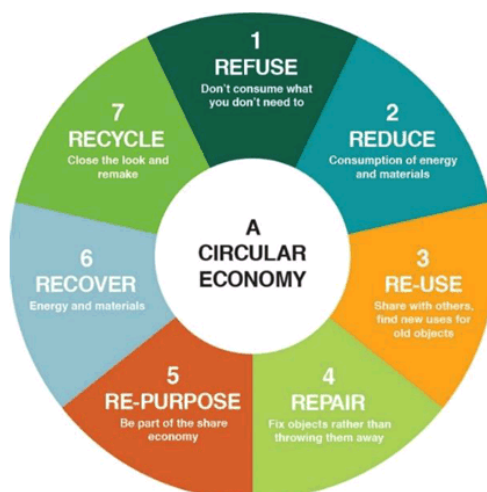 1
REFUSE
Don't consume what
you don't need to
2
REDUCE
Consumption of energy
and materials
3
RE-USE
Share with others,
find new uses for
old objects
4
REPAIR
Fix objects rather than
throwing them away
5
RE-PURPOSE
Be part of the share
economy
6
RECOVER
Energy and materials
7
RECYCLE
Close the look and
remake
A
CIRCULAR
ECONOMY